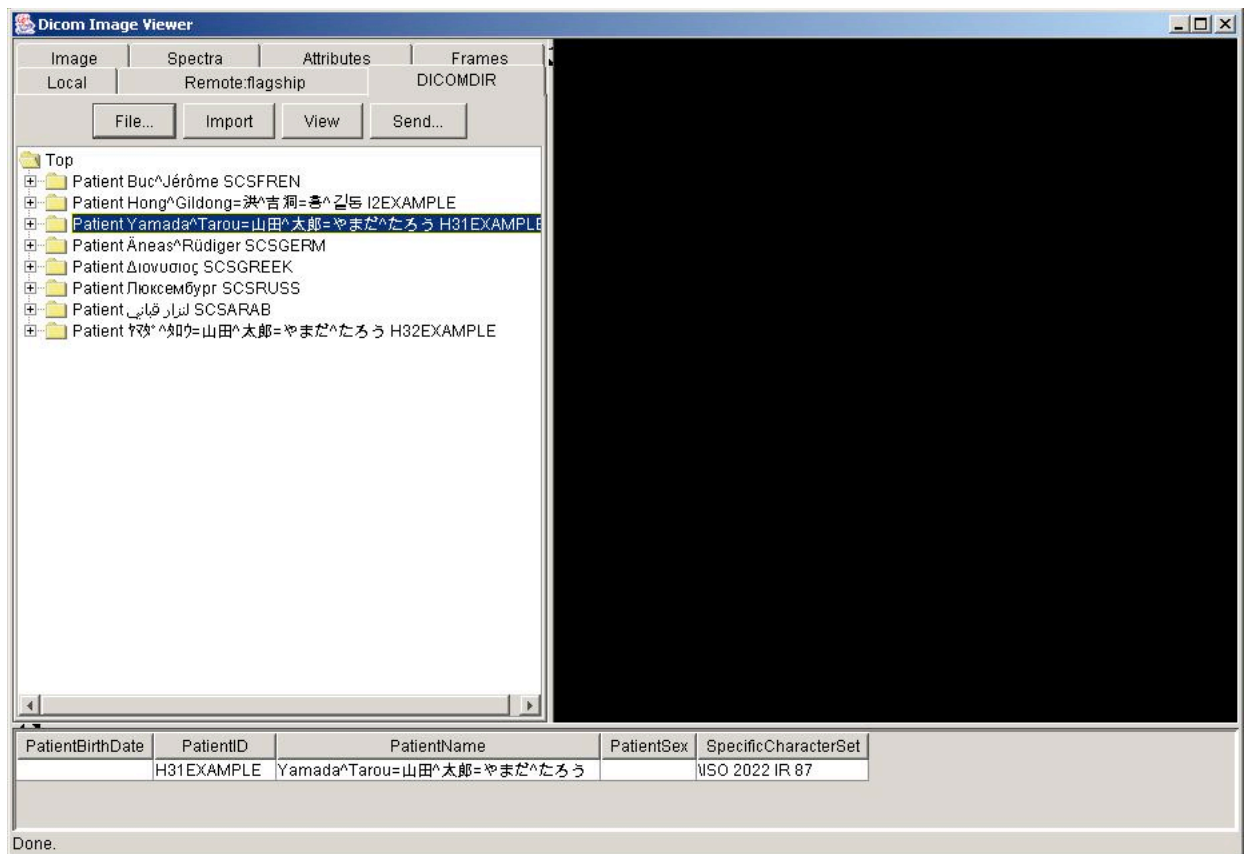 Dicom Image Viewer
Image Spectra Attributes Frames
Local Remote:flagship DICOMDIR
File... Import View Send...
Top
Patient Buc^Jérôme SCSFREN
Patient Hong^Gildong=洪^吉洞=홍^길동 I2EXAMPLE
Patient Yamada^Tarou=山田^太郎=やまだ^たろう H31EXAMPLE
Patient Äneas^Rüdiger SCSGERM
Patient Διονυσιος SCSGREEK
Patient Люксембург SCSRUSS
Patient لنزار قباني SCSARAB
Patient ﾔﾏﾀﾞ^ﾀﾛｳ=山田^太郎=やまだ^たろう H32EXAMPLE
PatientBirthDate PatientID PatientName PatientSex SpecificCharacterSet
H31EXAMPLE Yamada^Tarou=山田^太郎=やまだ^たろう \ISO 2022 IR 87
Done.